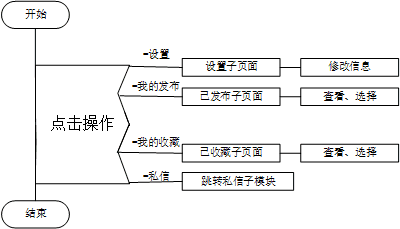 开始
=设置
设置子页面
修改信息
=我的发布
已发布子页面
查看、选择
点击操作
=我的收藏
已收藏子页面
查看、选择
=私信
跳转私信子模块
结束